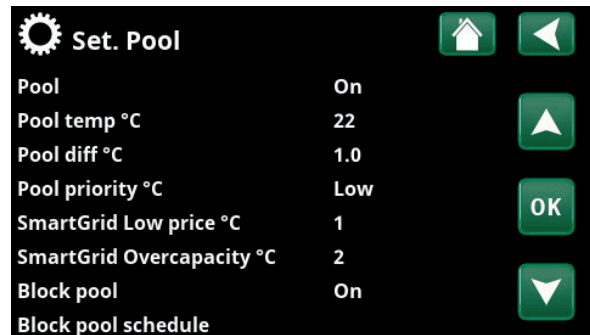 Set. Pool
Pool On
Pool temp °C 22
Pool diff °C 1.0
Pool priority °C Low
SmartGrid Low price °C 1
SmartGrid Overcapacity °C 2
Block pool On
Block pool schedule
OK